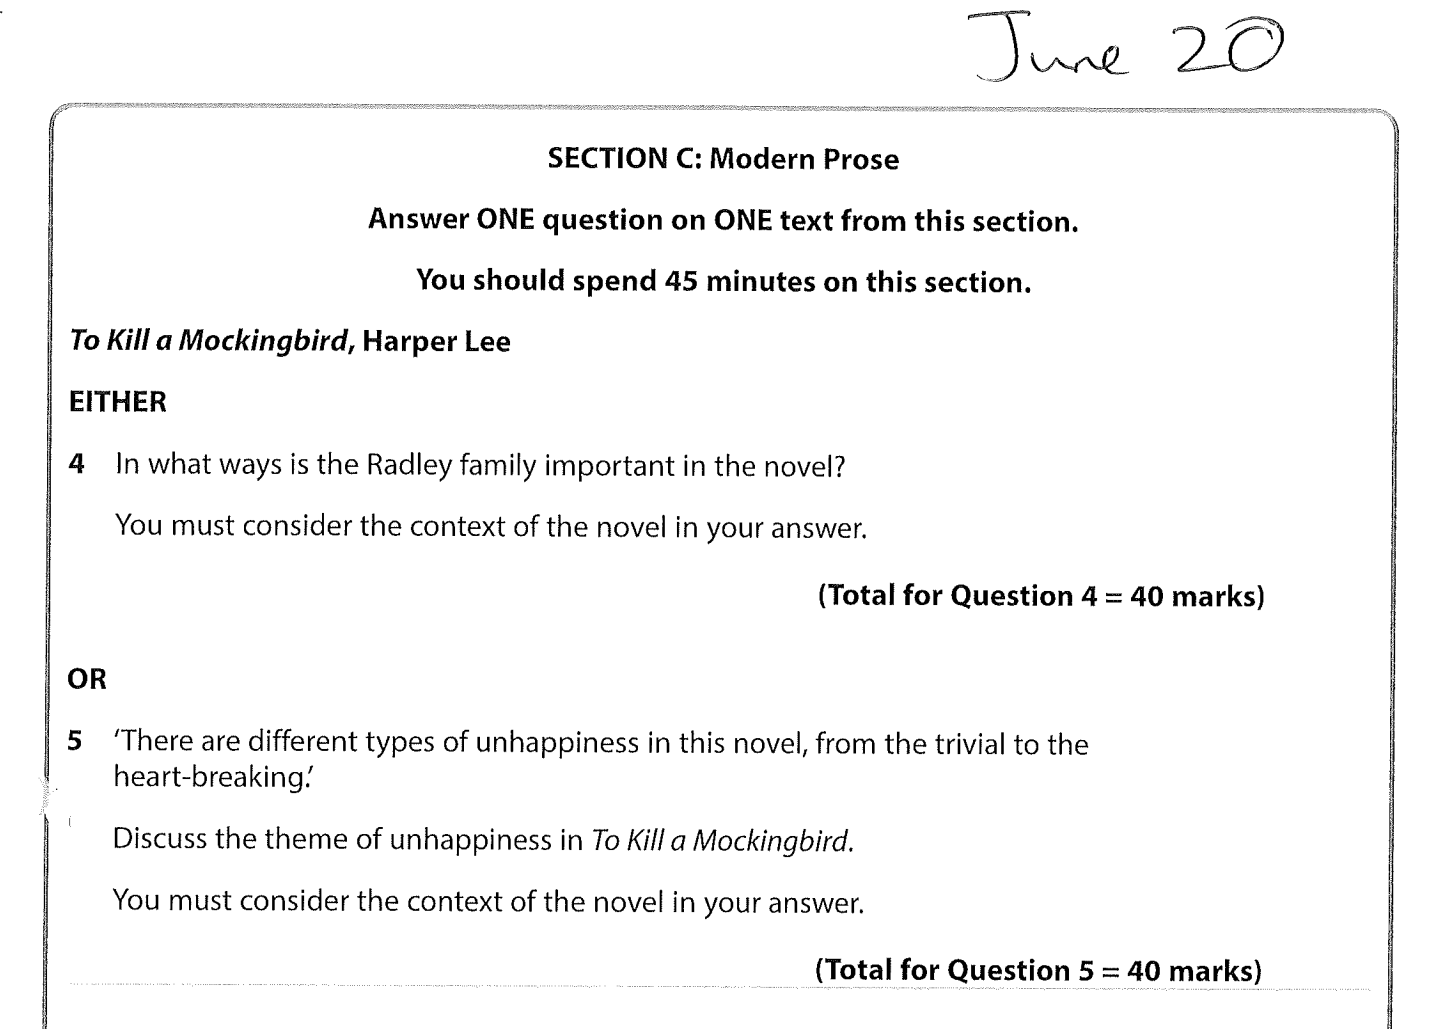 June 20
SECTION C: Modern Prose
Answer ONE question on ONE text from this section.
You should spend 45 minutes on this section.
To Kill a Mockingbird, Harper Lee
EITHER
4 In what ways is the Radley family important in the novel?
You must consider the context of the novel in your answer.
(Total for Question 4 = 40 marks)
OR
5 ‘There are different types of unhappiness in this novel, from the trivial to the
heart-breaking.’
Discuss the theme of unhappiness in To Kill a Mockingbird.
You must consider the context of the novel in your answer.
(Total for Question 5 = 40 marks)